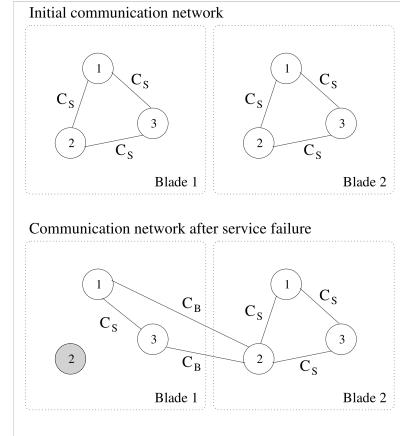 Initial communication network
1 1
C_S C_S
C_S C_S
3 3
2 2
C_S C_S
Blade 1 Blade 2
Communication network after service failure
1 1
C_B C_S C_S
C_S
3 3
2 2
C_B C_S
Blade 1 Blade 2